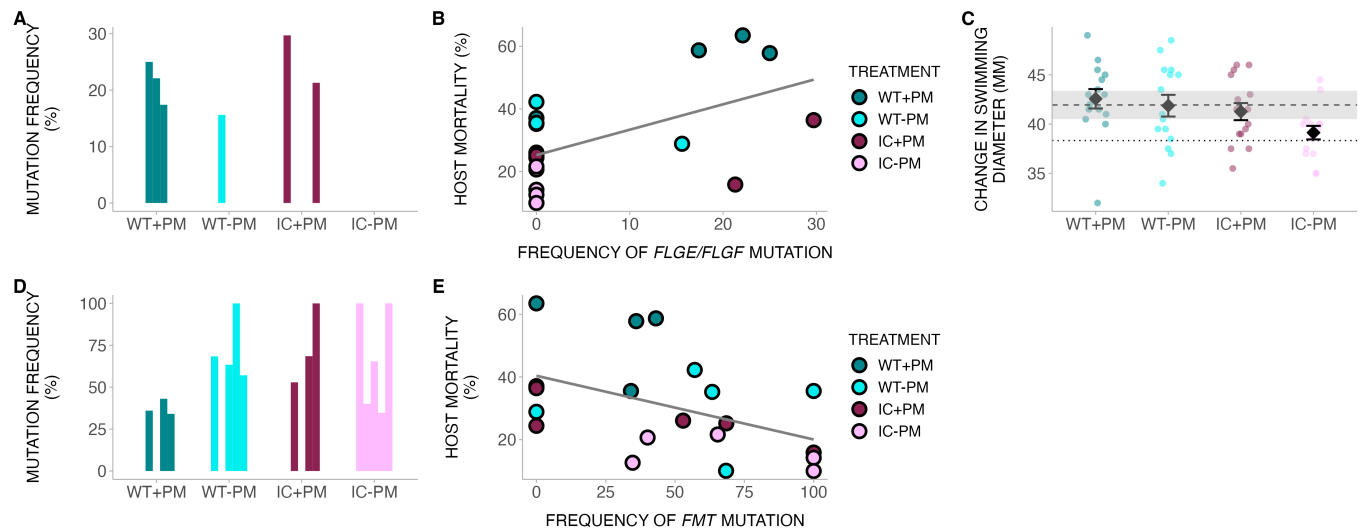 A
MUTATION FREQUENCY
(%)
30
20
10
0
WT+PM WT-PM IC+PM IC-PM
B
HOST MORTALITY (%)
60
40
20
0 10 20 30
FREQUENCY OF FLGE/FLGF MUTATION
TREATMENT
WT+PM
WT-PM
IC+PM
IC-PM
C
CHANGE IN SWIMMING
DIAMETER (MM)
45
40
35
WT+PM WT-PM IC+PM IC-PM
D
MUTATION FREQUENCY
(%)
100
75
50
25
0
WT+PM WT-PM IC+PM IC-PM
E
HOST MORTALITY
(%)
60
40
20
0 25 50 75 100
FREQUENCY OF FMT MUTATION
TREATMENT
WT+PM
WT-PM
IC+PM
IC-PM